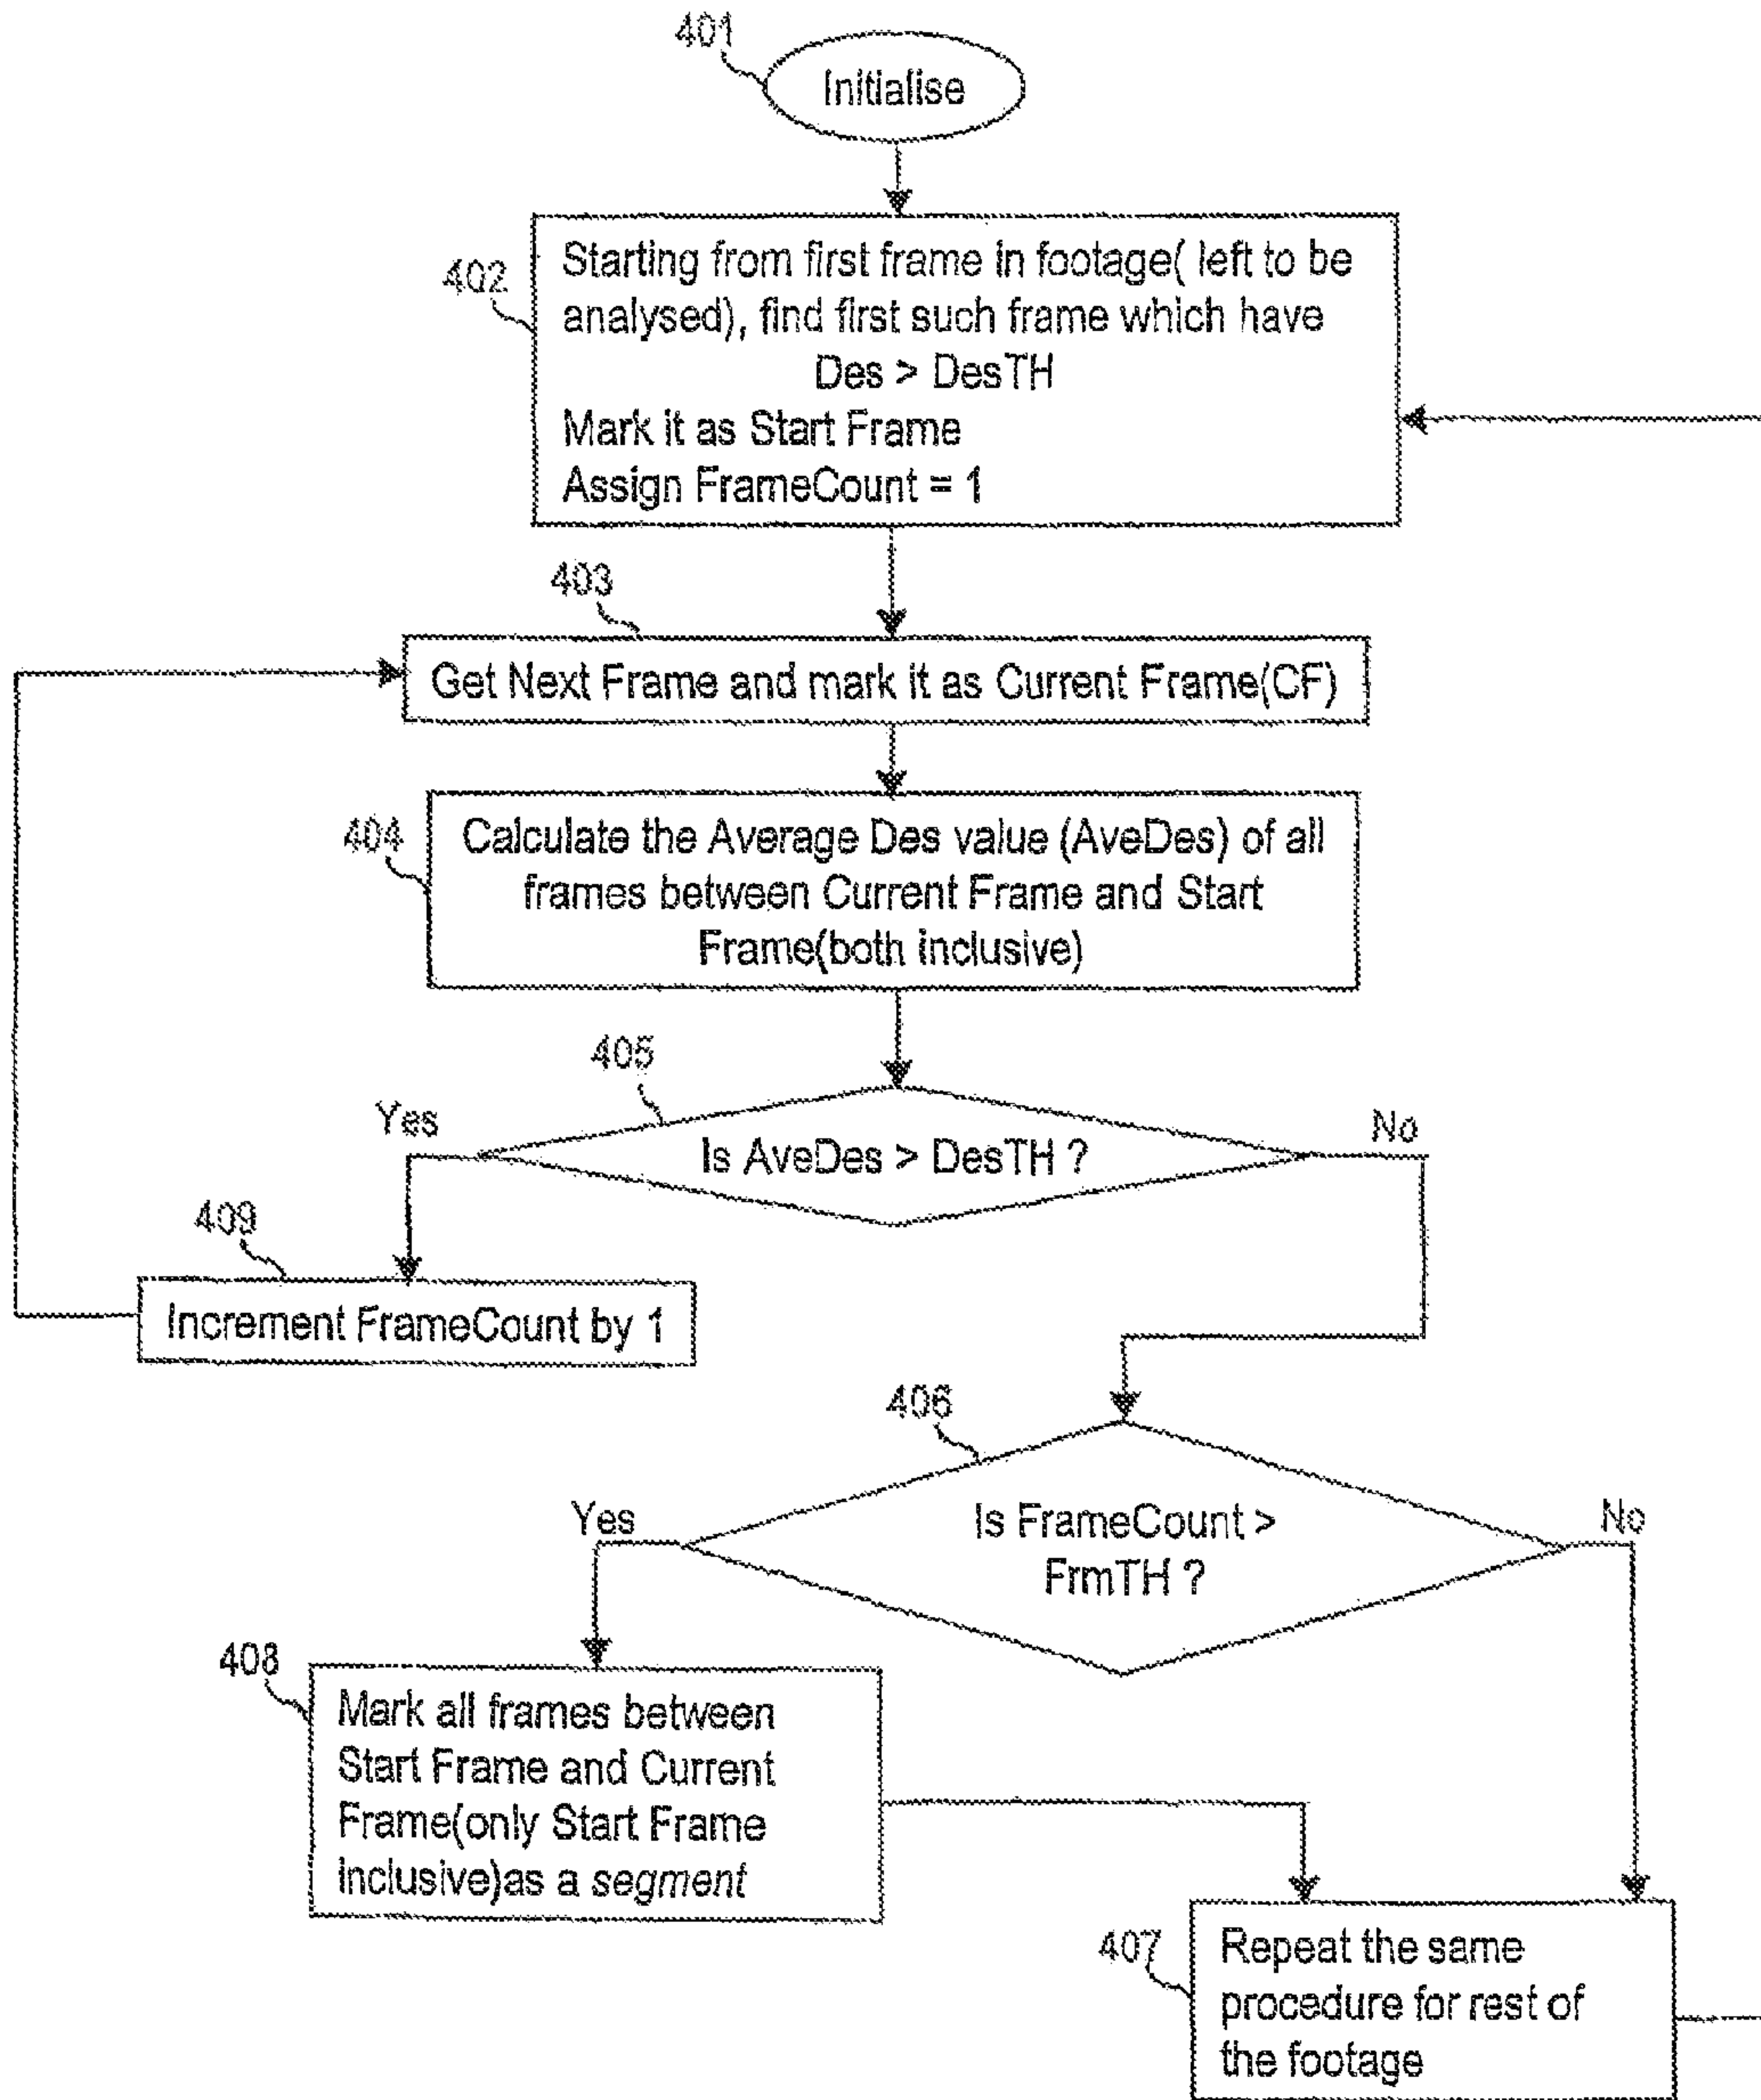 401
Initialise
402
Starting from first frame in footage( left to be
analysed), find first such frame which have
Des > DesTH
Mark it as Start Frame
Assign FrameCount = 1
403
Get Next Frame and mark it as Current Frame(CF)
404
Calculate the Average Des value (AveDes) of all
frames between Current Frame and Start
Frame(both inclusive)
405
Yes
Is AveDes > DesTH ?
No
409
Increment FrameCount by 1
406
Yes
Is FrameCount >
FrmTH ?
No
408
Mark all frames between
Start Frame and Current
Frame(only Start Frame
inclusive)as a segment
407
Repeat the same
procedure for rest of
the footage